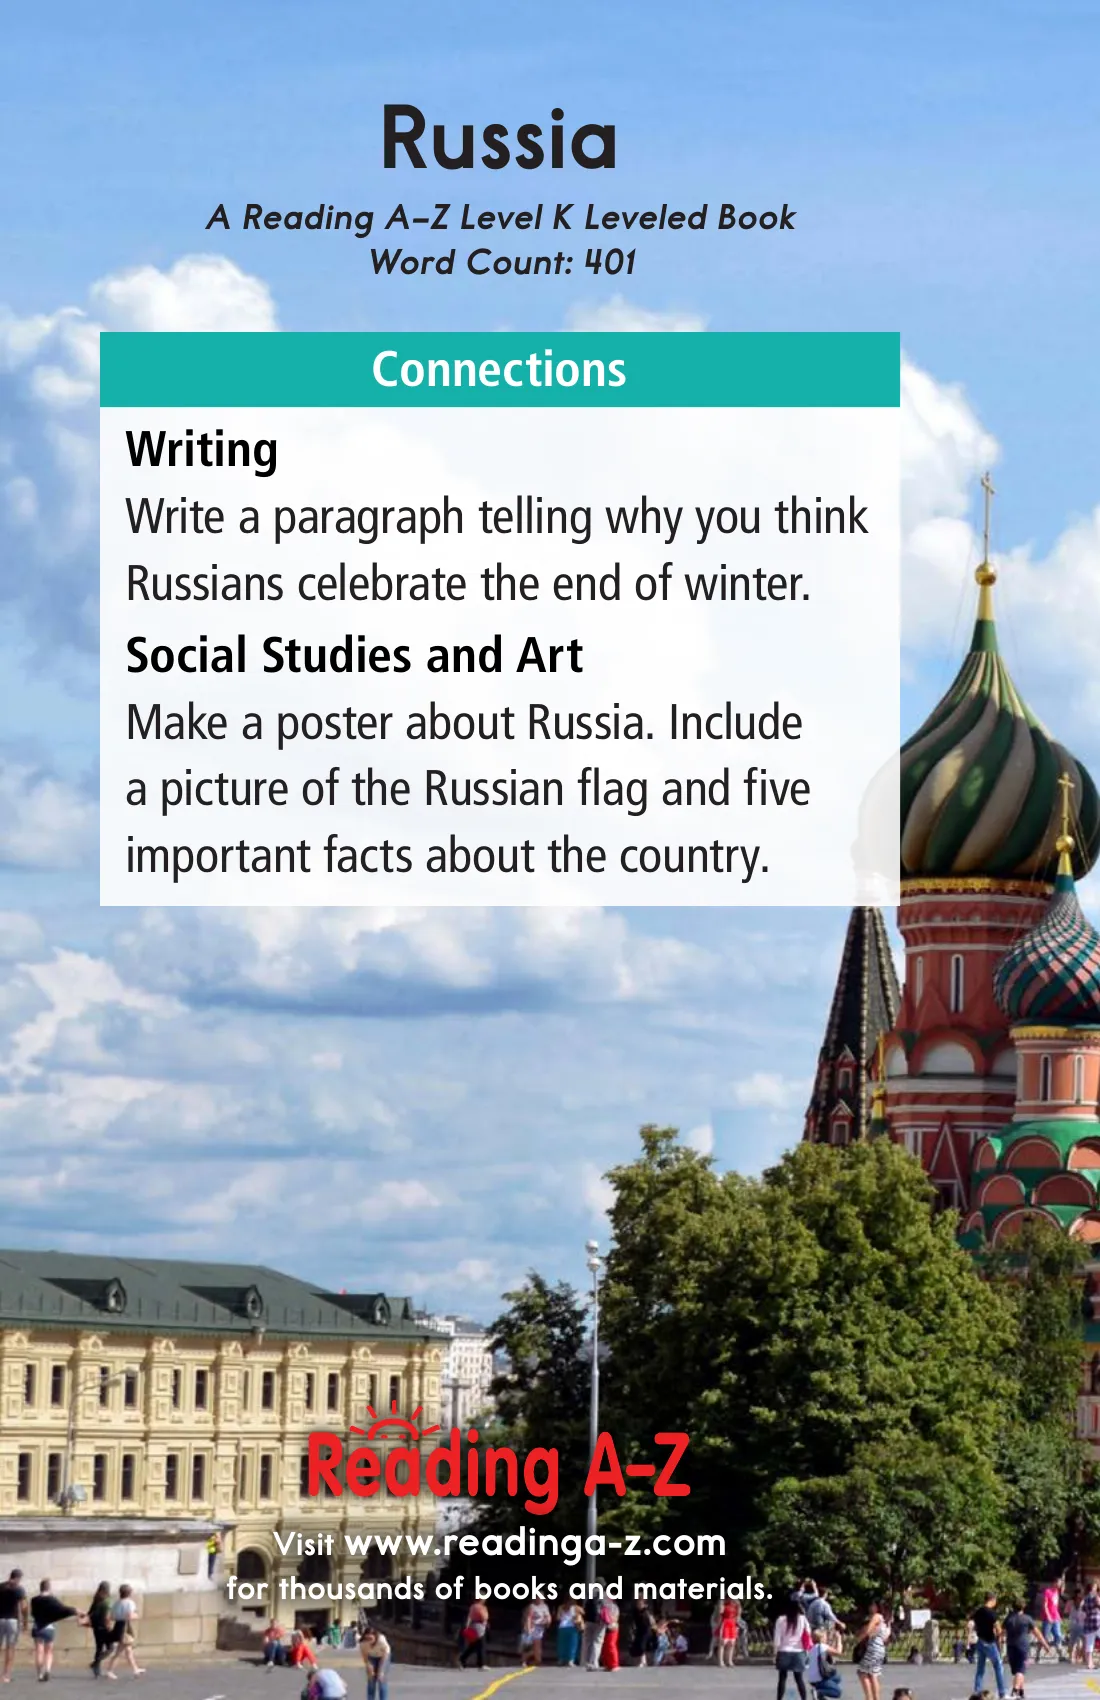 Russia
A Reading A–Z Level K Leveled Book
Word Count: 401
Connections
Writing
Write a paragraph telling why you think
Russians celebrate the end of winter.
Social Studies and Art
Make a poster about Russia. Include
a picture of the Russian flag and five
important facts about the country.
Reading A–Z
Visit www.readinga-z.com
for thousands of books and materials.